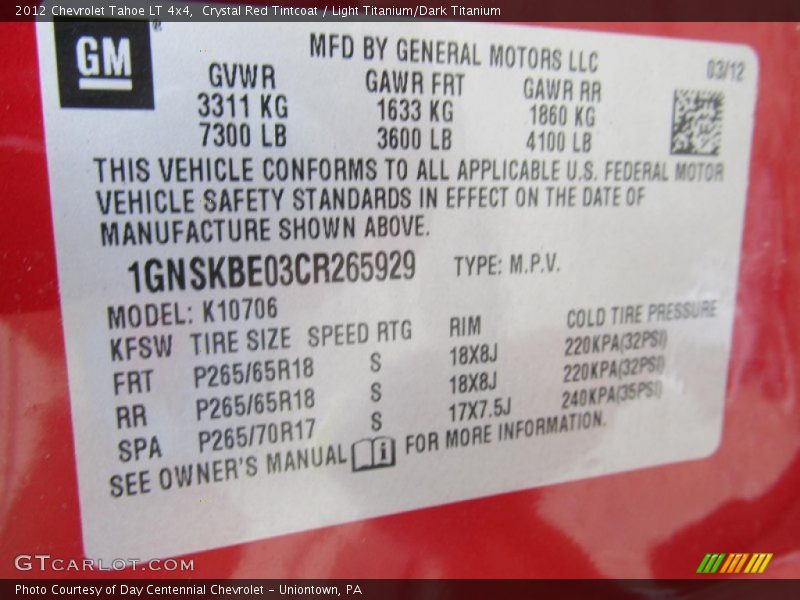 2012 Chevrolet Tahoe LT 4x4,  Crystal Red Tintcoat / Light Titanium/Dark Titanium
GM
MFD BY GENERAL MOTORS LLC
03/12
GVWR GAWR FRT GAWR RR
3311 KG 1633 KG 1860 KG
7300 LB 3600 LB 4100 LB
THIS VEHICLE CONFORMS TO ALL APPLICABLE U.S. FEDERAL MOTOR
VEHICLE SAFETY STANDARDS IN EFFECT ON THE DATE OF
MANUFACTURE SHOWN ABOVE.
1GNSKBE03CR265929 TYPE: M.P.V.
MODEL: K10706
KFSW TIRE SIZE SPEED RTG RIM COLD TIRE PRESSURE
FRT P265/65R18 S 18X8J 220KPA(32PSI)
RR P265/65R18 S 18X8J 220KPA(32PSI)
SPA P265/70R17 S 17X7.5J 240KPA(35PSI)
SEE OWNER'S MANUAL i FOR MORE INFORMATION.
GTCARLOT.COM
Photo Courtesy of Day Centennial Chevrolet - Uniontown, PA